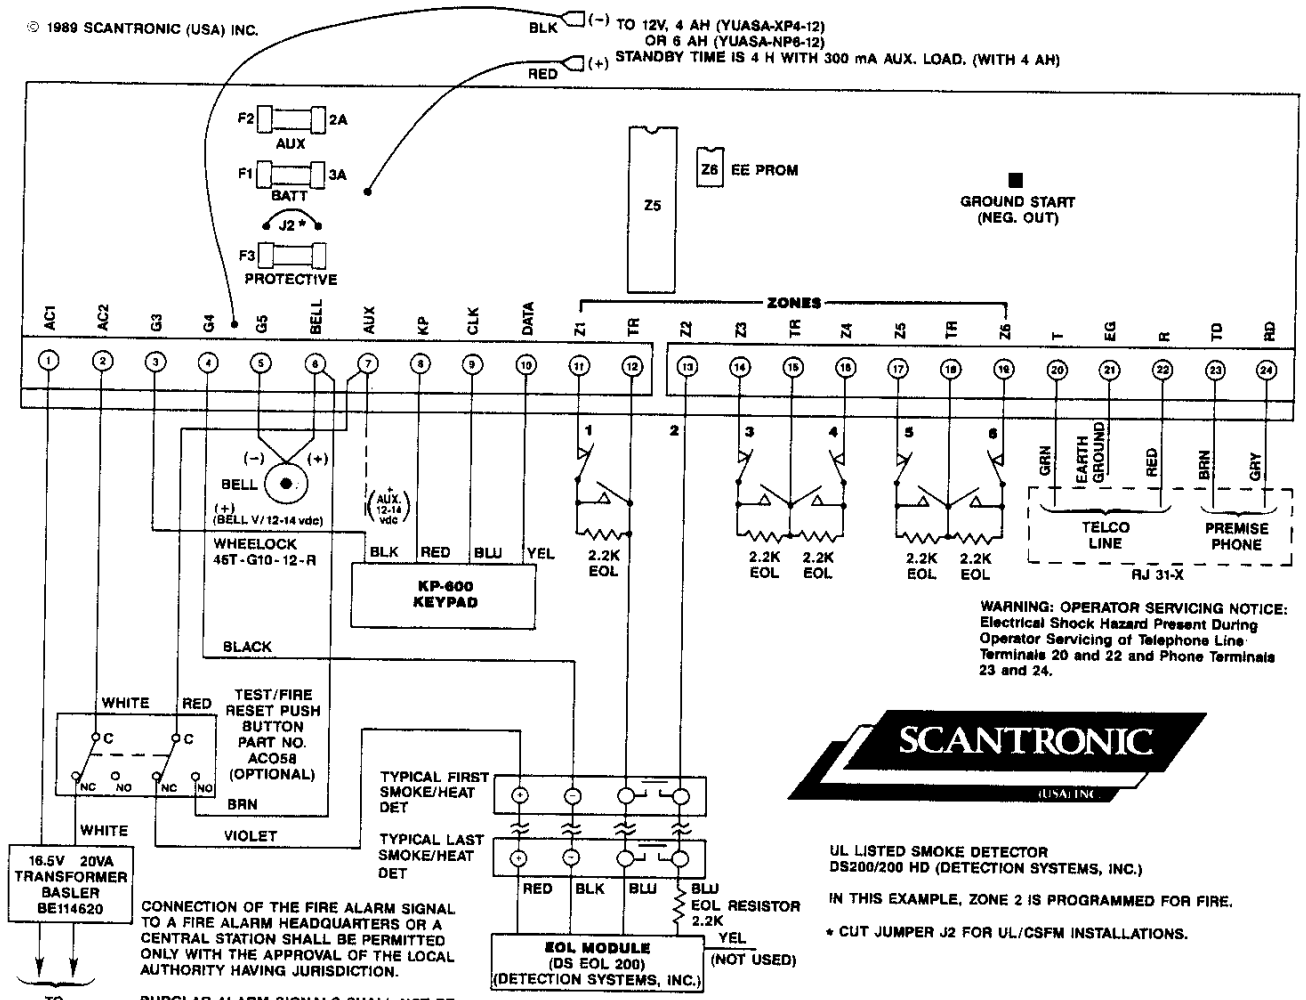 © 1989 SCANTRONIC (USA) INC.
BLK
(−)
TO 12V, 4 AH (YUASA-XP4-12)
OR 6 AH (YUASA-NP6-12)
RED
(+)
STANDBY TIME IS 4 H WITH 300 mA AUX. LOAD. (WITH 4 AH)
F2 2A
AUX
F1 3A
BATT
J2*
F3
PROTECTIVE
Z5
Z6 EE PROM
GROUND START
(NEG. OUT)
ZONES
AC1 AC2 G3 G4 G5 BELL AUX KP CLK DATA Z1 TR Z2 Z3 TR Z4 Z5 TR Z6 T EG R TD RD
1 2 3 4 5 6 7 8 9 10 11 12 13 14 15 16 17 18 19 20 21 22 23 24
1 2 3 4 5 6
(−) (+)
BELL
(+)
(BELL V/12-14 vdc)
WHEELOCK
46T-G10-12-R
+
AUX.
12-14
vdc
BLK RED BLU YEL
KP-600
KEYPAD
2.2K
EOL
2.2K
EOL
2.2K
EOL
2.2K
EOL
2.2K
EOL
GRN
EARTH
GROUND
RED
BRN
GRY
TELCO
LINE
PREMISE
PHONE
RJ 31-X
WARNING: OPERATOR SERVICING NOTICE:
Electrical Shock Hazard Present During
Operator Servicing of Telephone Line
Terminals 20 and 22 and Phone Terminals
23 and 24.
BLACK
WHITE RED
TEST/FIRE
RESET PUSH
BUTTON
PART NO.
ACO58
(OPTIONAL)
C C
NC NO NC NO
BRN
WHITE
VIOLET
16.5V 20VA
TRANSFORMER
BASLER
BE114620
TYPICAL FIRST
SMOKE/HEAT
DET
+ −
TYPICAL LAST
SMOKE/HEAT
DET
+ −
RED BLK BLU BLU
EOL RESISTOR
2.2K
EOL MODULE
(DS EOL 200)
(DETECTION SYSTEMS, INC.)
YEL
(NOT USED)
SCANTRONIC
(USA) INC.
UL LISTED SMOKE DETECTOR
DS200/200 HD (DETECTION SYSTEMS, INC.)
IN THIS EXAMPLE, ZONE 2 IS PROGRAMMED FOR FIRE.
* CUT JUMPER J2 FOR UL/CSFM INSTALLATIONS.
CONNECTION OF THE FIRE ALARM SIGNAL
TO A FIRE ALARM HEADQUARTERS OR A
CENTRAL STATION SHALL BE PERMITTED
ONLY WITH THE APPROVAL OF THE LOCAL
AUTHORITY HAVING JURISDICTION.
TO
BURGLAR ALARM SIGNALS SHALL NOT BE